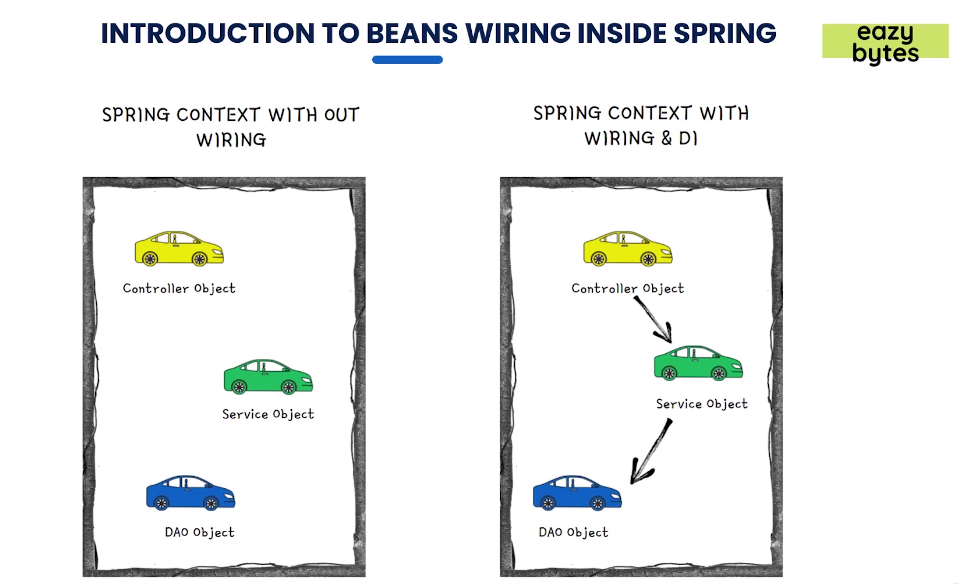 INTRODUCTION TO BEANS WIRING INSIDE SPRING
eazy
bytes
SPRING CONTEXT WITH OUT
WIRING
Controller Object
Service Object
DAO Object
SPRING CONTEXT WITH
WIRING & DI
Controller Object
Service Object
DAO Object